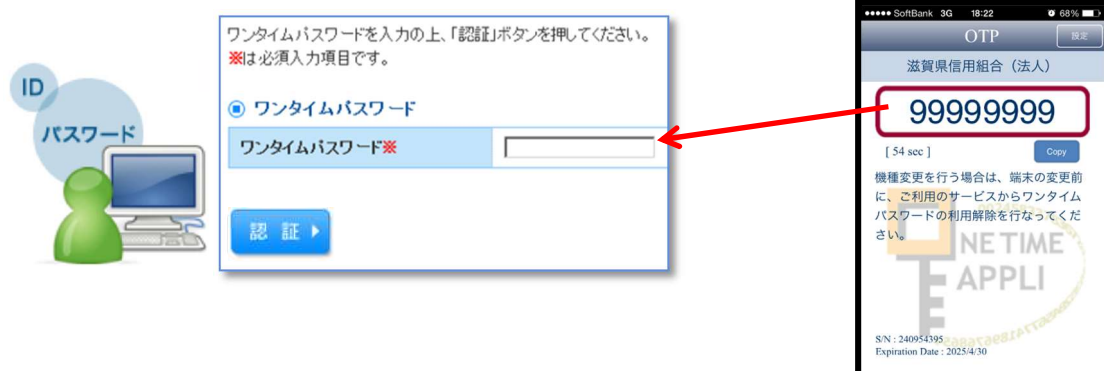 ID
パスワード
ワンタイムパスワードを入力の上、「認証」ボタンを押してください。
※は必須入力項目です。
ワンタイムパスワード
ワンタイムパスワード※
認 証
SoftBank 3G 18:22 68%
OTP 設定
滋賀県信用組合（法人）
99999999
[ 54 sec ] Copy
機種変更を行う場合は、端末の変更前
に、ご利用のサービスからワンタイム
パスワードの利用解除を行なってくだ
さい。
NE TIME
APPLI
S/N : 240954395
Expiration Date : 2025/4/30